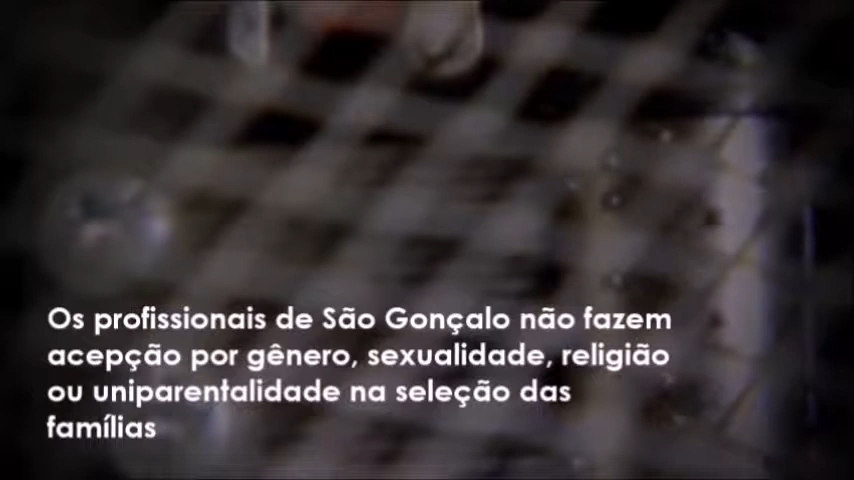 Os profissionais de São Gonçalo não fazem
acepção por gênero, sexualidade, religião
ou uniparentalidade na seleção das
famílias